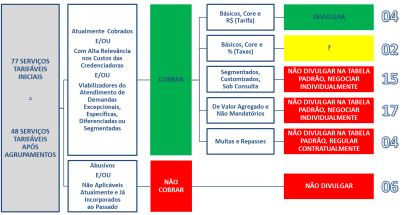 77 SERVIÇOS
TARIFÁVEIS
INICIAIS
=
48 SERVIÇOS
TARIFÁVEIS
APÓS
AGRUPAMENTOS
Atualmente Cobrados
E/OU
Com Alta Relevância
nos Custos das
Credenciadoras
E/OU
Viabilizadores do
Atendimento de
Demandas
Excepcionais,
Específicas,
Diferenciadas ou
Segmentadas
COBRAR
Básicos, Core e
R$ (Tarifa)
DIVULGAR
04
Básicos, Core e
% (Taxas)
?
02
Segmentados,
Customizados,
Sob Consulta
NÃO DIVULGAR NA TABELA
PADRÃO, NEGOCIAR
INDIVIDUALMENTE
15
De Valor Agregado e
Não Mandatórios
NÃO DIVULGAR NA TABELA
PADRÃO, NEGOCIAR
INDIVIDUALMENTE
17
Multas e Repasses
NÃO DIVULGAR NA TABELA
PADRÃO, REGULAR
CONTRATUALMENTE
04
Abusivos
E/OU
Não Aplicáveis
Atualmente e Já
Incorporados
ao Passado
NÃO
COBRAR
NÃO DIVULGAR
06